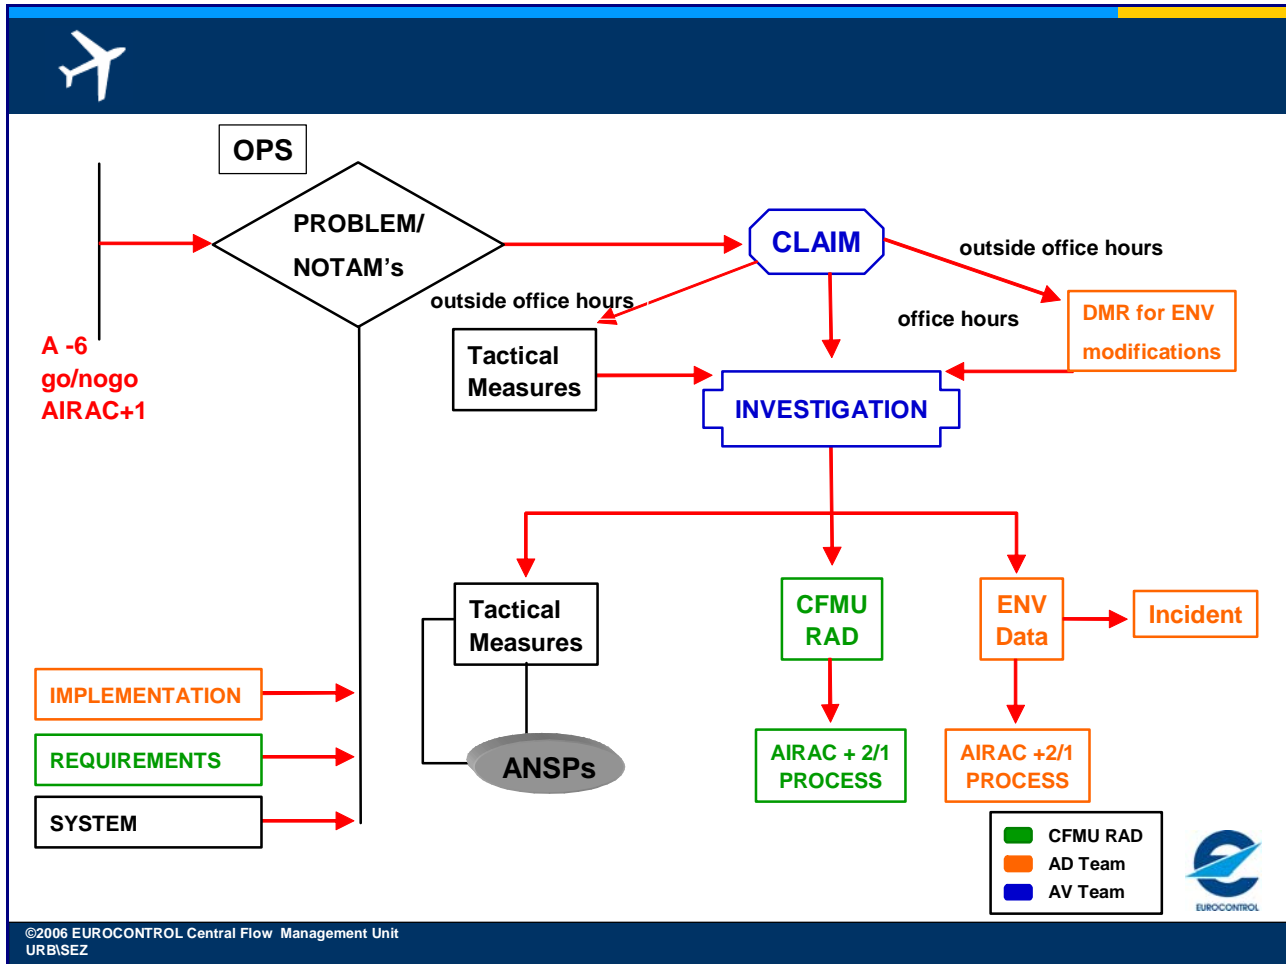 OPS
PROBLEM/
NOTAM's
CLAIM
outside office hours
outside office hours
office hours
DMR for ENV
modifications
A -6
go/nogo
AIRAC+1
Tactical
Measures
INVESTIGATION
Tactical
Measures
CFMU
RAD
ENV
Data
Incident
IMPLEMENTATION
REQUIREMENTS
SYSTEM
ANSPs
AIRAC + 2/1
PROCESS
AIRAC +2/1
PROCESS
CFMU RAD
AD Team
AV Team
EUROCONTROL
©2006 EUROCONTROL Central Flow Management Unit
URB\SEZ